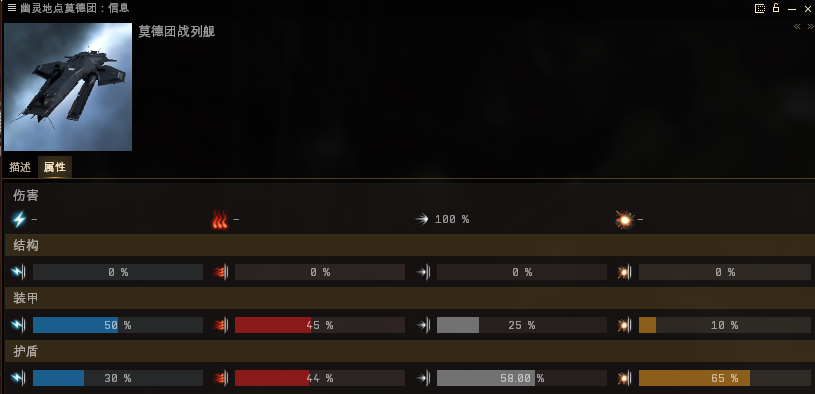 幽灵地点莫德团：信息
莫德团战列舰
描述 属性
伤害
- - 100 % -
结构
0 % 0 % 0 % 0 %
装甲
50 % 45 % 25 % 10 %
护盾
30 % 44 % 58.00 % 65 %